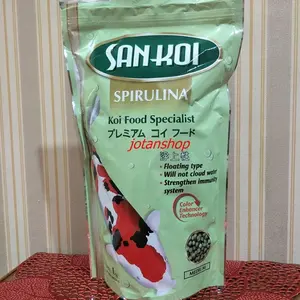 SAN-KOI
SPIRULINA
Koi Food Specialist
プレミアム コイ フード
jotanshop
• Floating type
• Will not cloud water
• Strengthen immunity
system
Color
Enhancer
Technology
MEDIUM